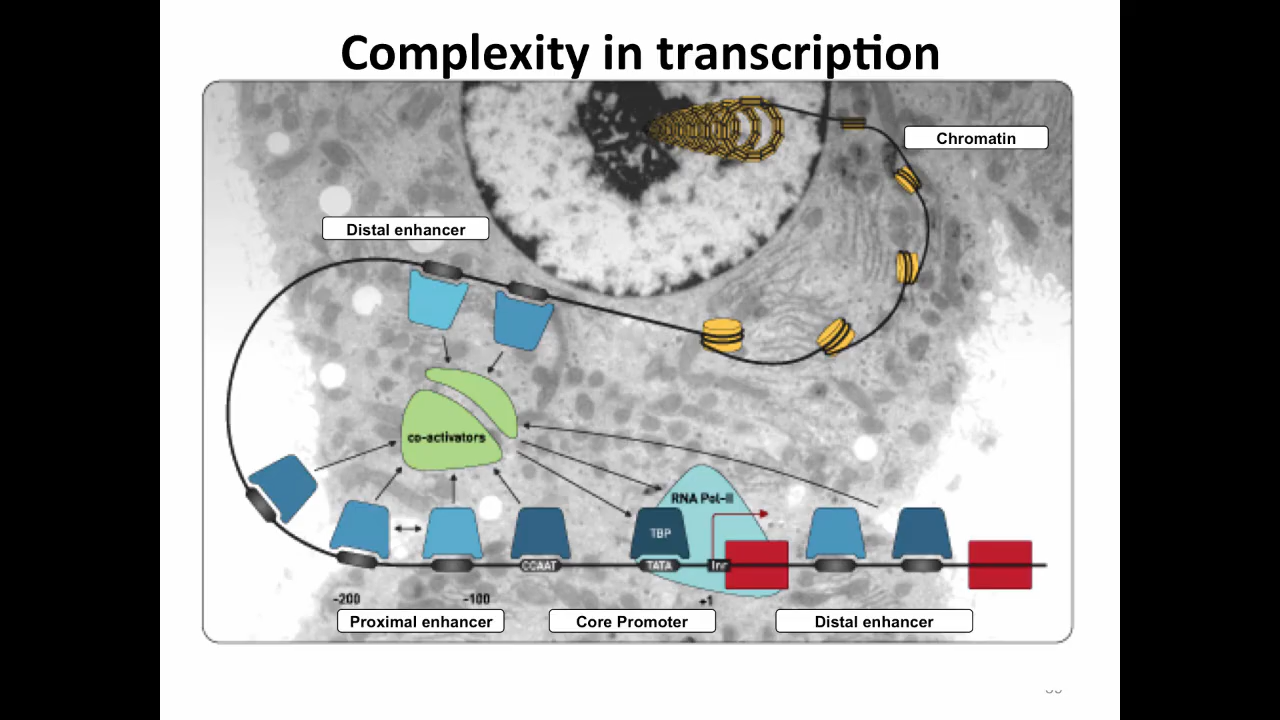 Complexity in transcription
Chromatin
Distal enhancer
co-activators
RNA Pol-II
TBP
CCAAT
TATA
Inr
-200
-100
+1
Proximal enhancer
Core Promoter
Distal enhancer